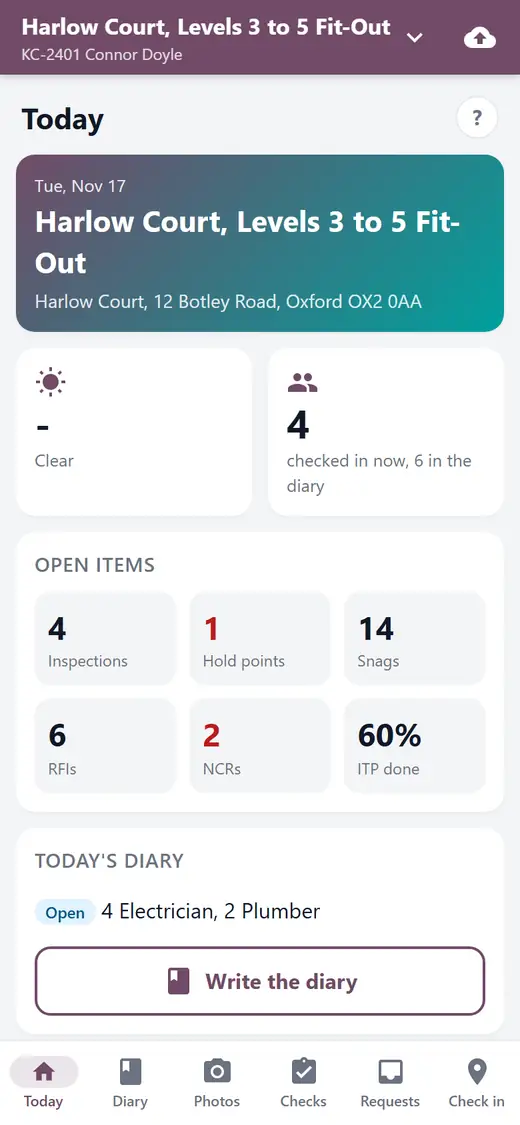 Harlow Court, Levels 3 to 5 Fit-Out
KC-2401 Connor Doyle
Today
?
Tue, Nov 17
Harlow Court, Levels 3 to 5 Fit-
Out
Harlow Court, 12 Botley Road, Oxford OX2 0AA
-
Clear
4
checked in now, 6 in the
diary
OPEN ITEMS
4
Inspections
1
Hold points
14
Snags
6
RFIs
2
NCRs
60%
ITP done
TODAY'S DIARY
Open 4 Electrician, 2 Plumber
Write the diary
Today
Diary
Photos
Checks
Requests
Check in